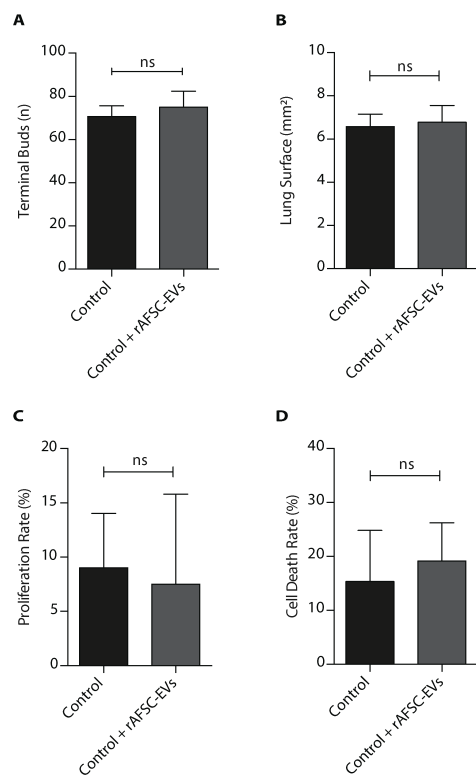 A
Terminal Buds (n)
100
80
60
40
20
0
ns
Control
Control + rAFSC-EVs
B
Lung Surface (mm²)
10
8
6
4
2
0
ns
Control
Control + rAFSC-EVs
C
Proliferation Rate (%)
20
15
10
5
0
ns
Control
Control + rAFSC-EVs
D
Cell Death Rate (%)
40
30
20
10
0
ns
Control
Control + rAFSC-EVs